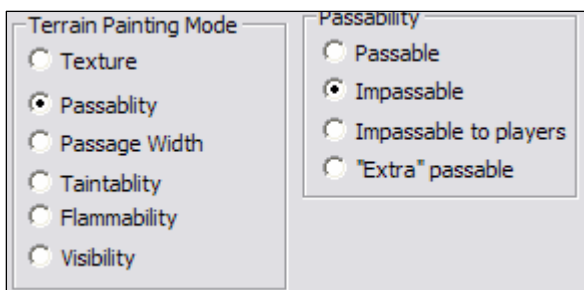 Terrain Painting Mode
Texture
Passablity
Passage Width
Taintablity
Flammability
Visibility
Passability
Passable
Impassable
Impassable to players
"Extra" passable